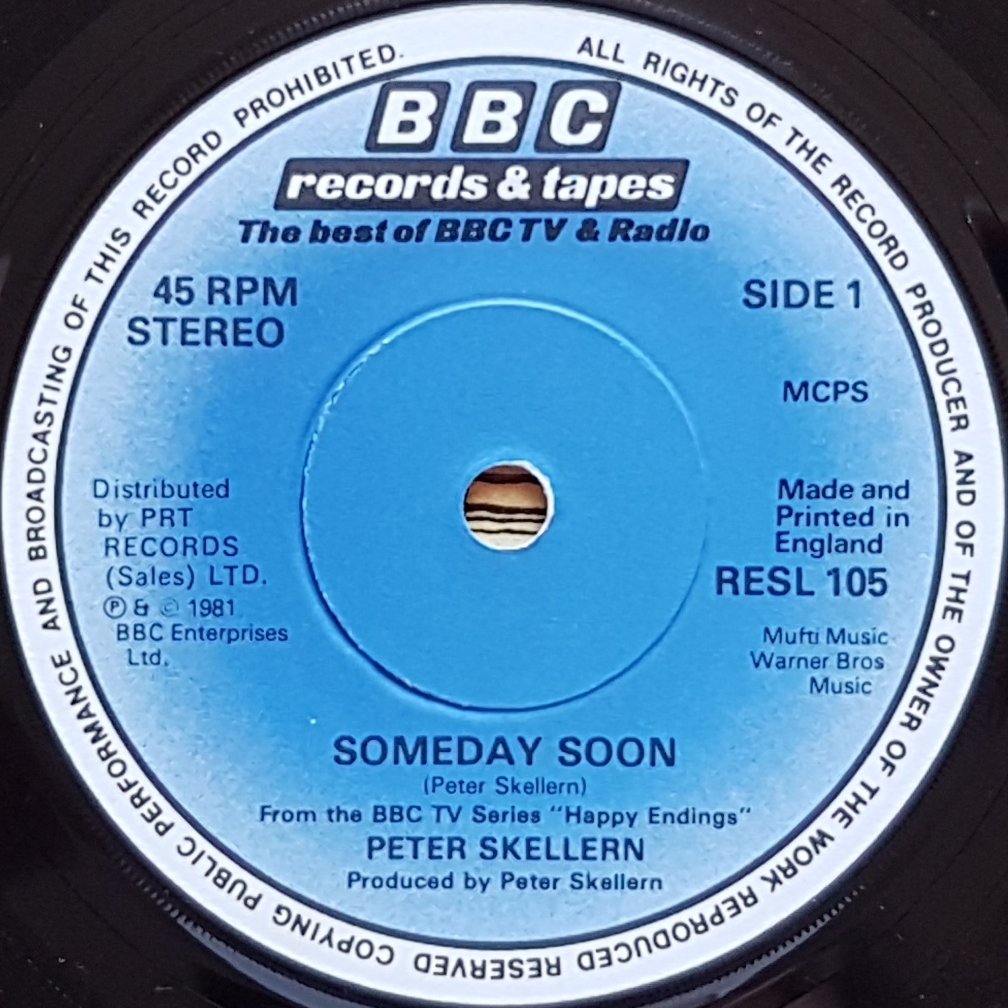 ALL RIGHTS OF THE RECORD PRODUCER AND OF THE OWNER OF THE WORK REPRODUCED RESERVED COPYING PUBLIC PERFORMANCE AND BROADCASTING OF THIS RECORD PROHIBITED.
BBC
records & tapes
The best of BBC TV & Radio
45 RPM
STEREO
SIDE 1
MCPS
Distributed
by PRT
RECORDS
(Sales) LTD.
℗ & © 1981
BBC Enterprises
Ltd.
Made and
Printed in
England
RESL 105
Mufti Music
Warner Bros
Music
SOMEDAY SOON
(Peter Skellern)
From the BBC TV Series "Happy Endings"
PETER SKELLERN
Produced by Peter Skellern